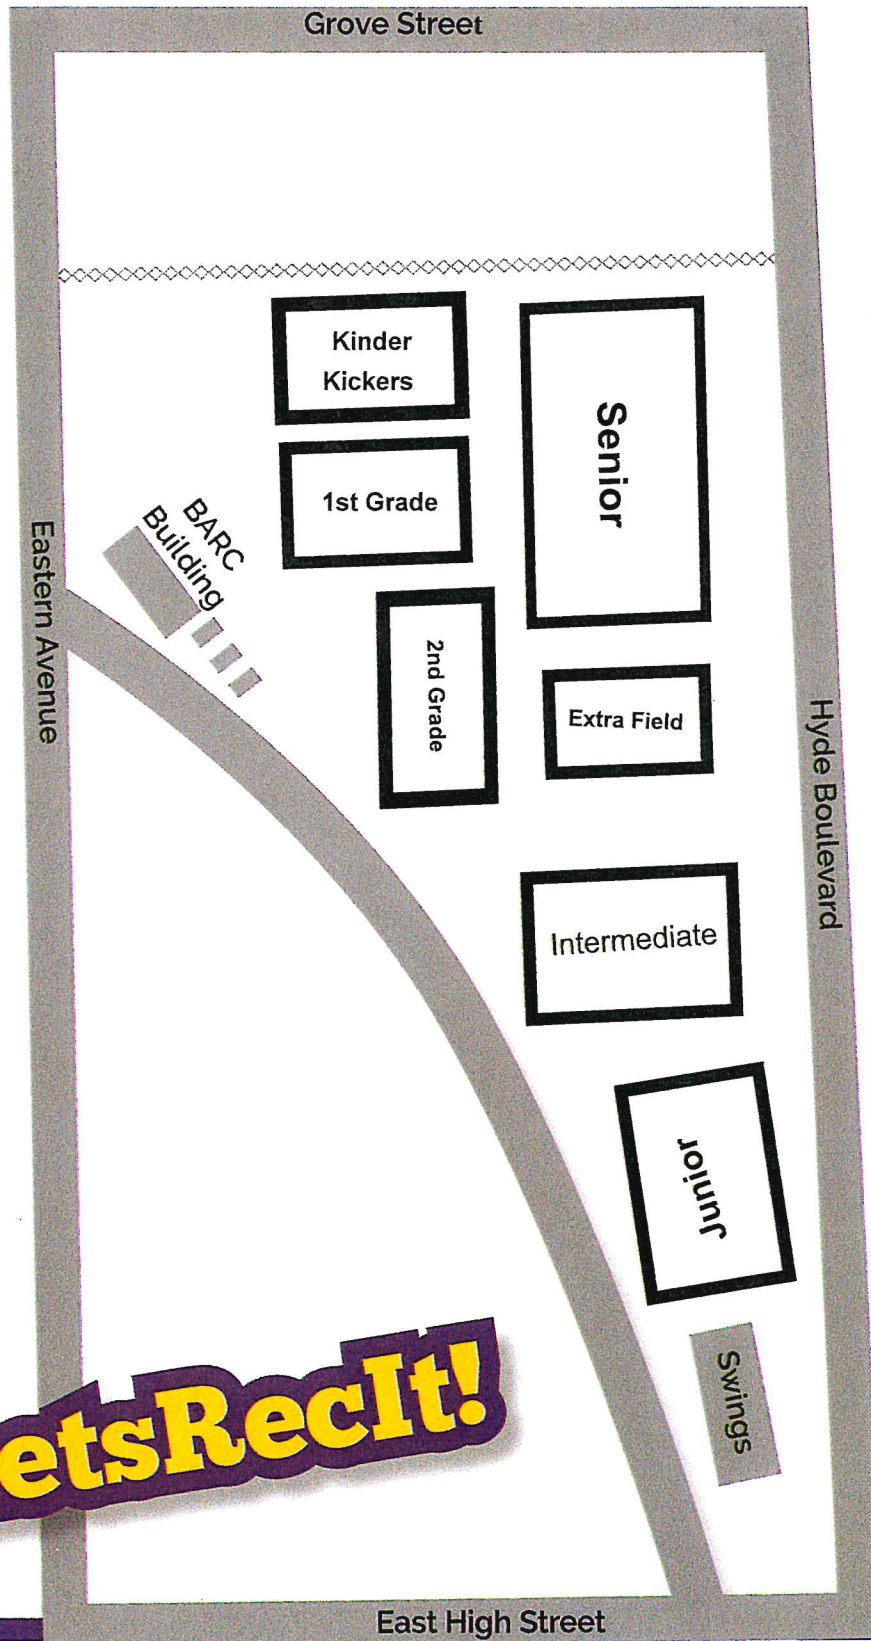 Grove Street
Kinder
Kickers
Senior
1st Grade
BARC
Building
Eastern Avenue
2nd Grade
Extra Field
Hyde Boulevard
Intermediate
Junior
Swings
etsRecIt!
East High Street